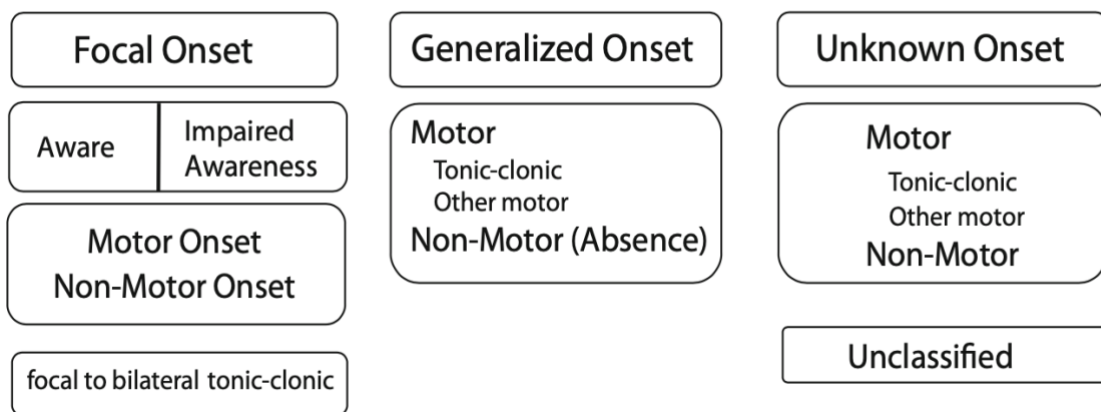 Focal Onset
Aware
Impaired
Awareness
Motor Onset
Non-Motor Onset
focal to bilateral tonic-clonic
Generalized Onset
Motor
Tonic-clonic
Other motor
Non-Motor (Absence)
Unknown Onset
Motor
Tonic-clonic
Other motor
Non-Motor
Unclassified